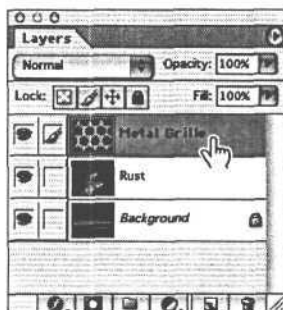 Layers
Normal Opacity: 100%
Lock: Fill: 100%
Metal Grille
Rust
Background